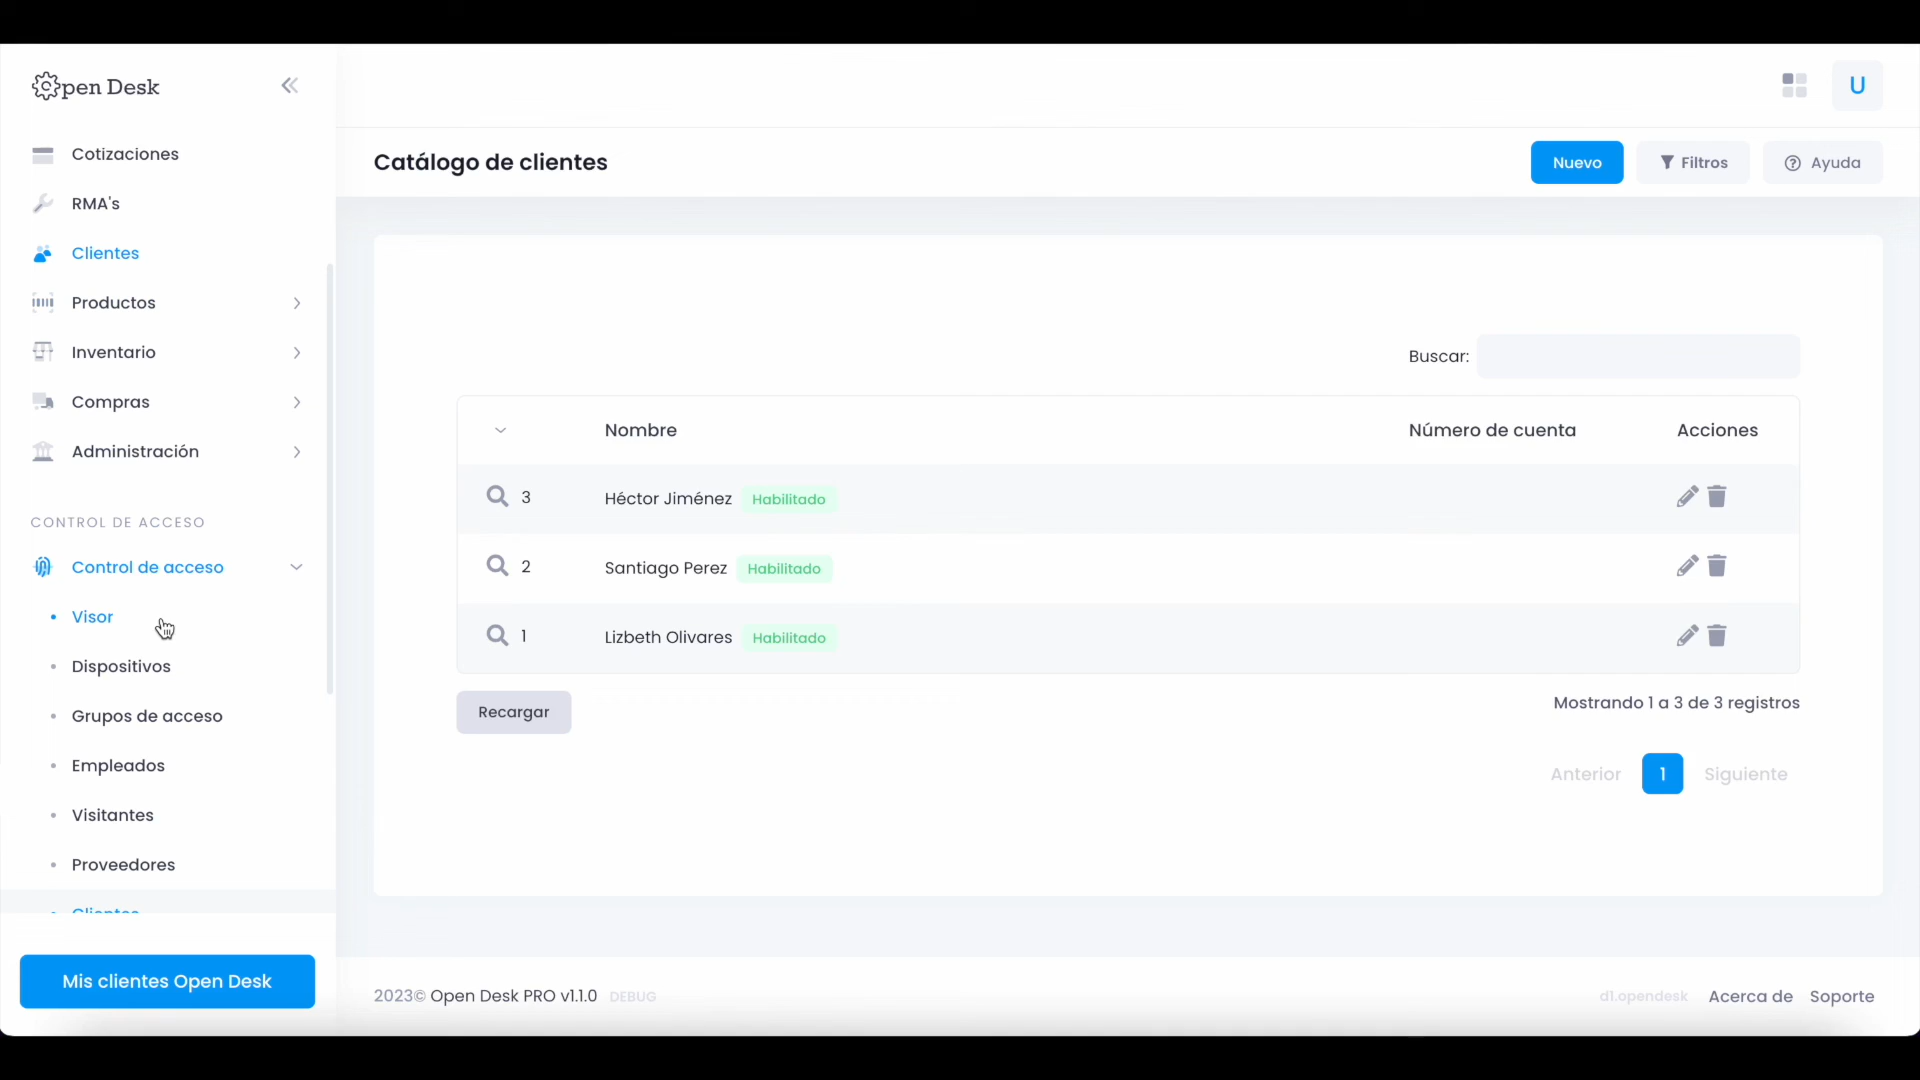 Open Desk
U
Cotizaciones
RMA's
Clientes
Productos
Inventario
Compras
Administración
CONTROL DE ACCESO
Control de acceso
Visor
Dispositivos
Grupos de acceso
Empleados
Visitantes
Proveedores
Clientes
Mis clientes Open Desk
Catálogo de clientes
Nuevo
Filtros
Ayuda
Buscar:
Nombre Número de cuenta Acciones
3 Héctor Jiménez Habilitado
2 Santiago Perez Habilitado
1 Lizbeth Olivares Habilitado
Recargar
Mostrando 1 a 3 de 3 registros
Anterior 1 Siguiente
2023© Open Desk PRO v1.1.0 DEBUG
d1.opendesk Acerca de Soporte